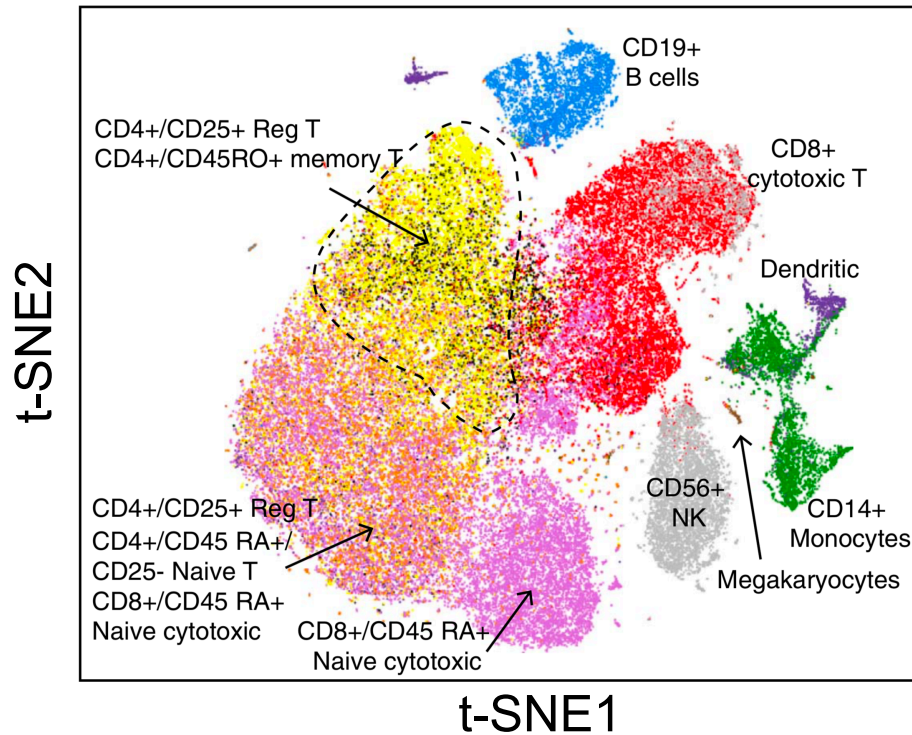 CD19+
B cells
CD4+/CD25+ Reg T
CD4+/CD45RO+ memory T
CD8+
cytotoxic T
Dendritic
t-SNE2
CD4+/CD25+ Reg T
CD4+/CD45 RA+/
CD25- Naive T
CD8+/CD45 RA+
Naive cytotoxic
CD8+/CD45 RA+
Naive cytotoxic
CD56+
NK
CD14+
Monocytes
Megakaryocytes
t-SNE1